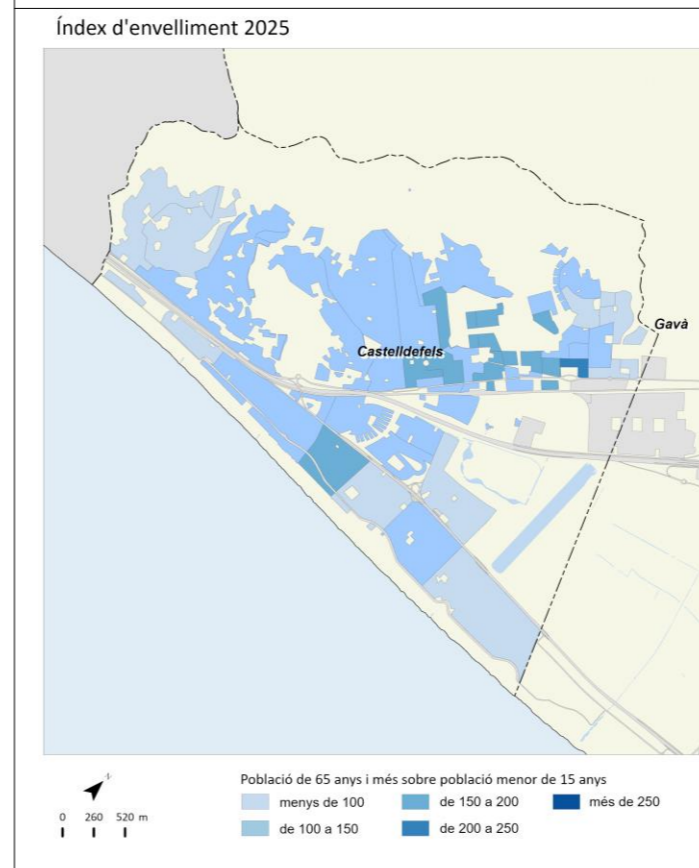 Índex d'envelliment 2025
Gavà
Castelldefels
N
0 260 520 m
Població de 65 anys i més sobre població menor de 15 anys
menys de 100
de 150 a 200
més de 250
de 100 a 150
de 200 a 250